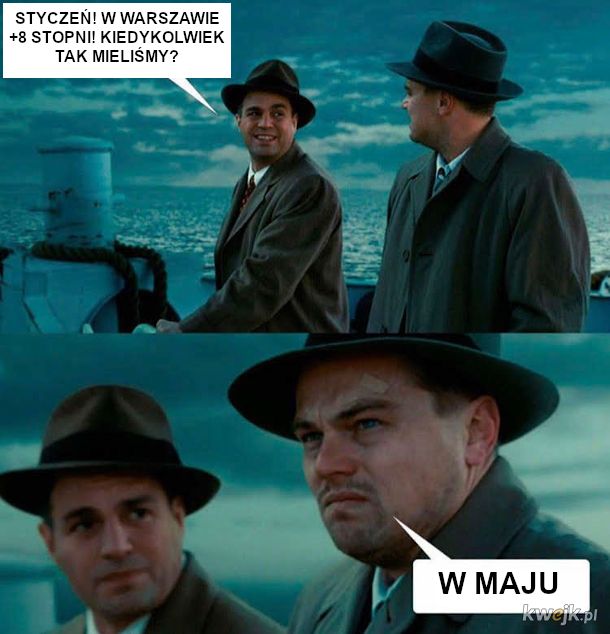 STYCZEŃ! W WARSZAWIE
+8 STOPNI! KIEDYKOLWIEK
TAK MIELIŚMY?
W MAJU
kwejk.pl